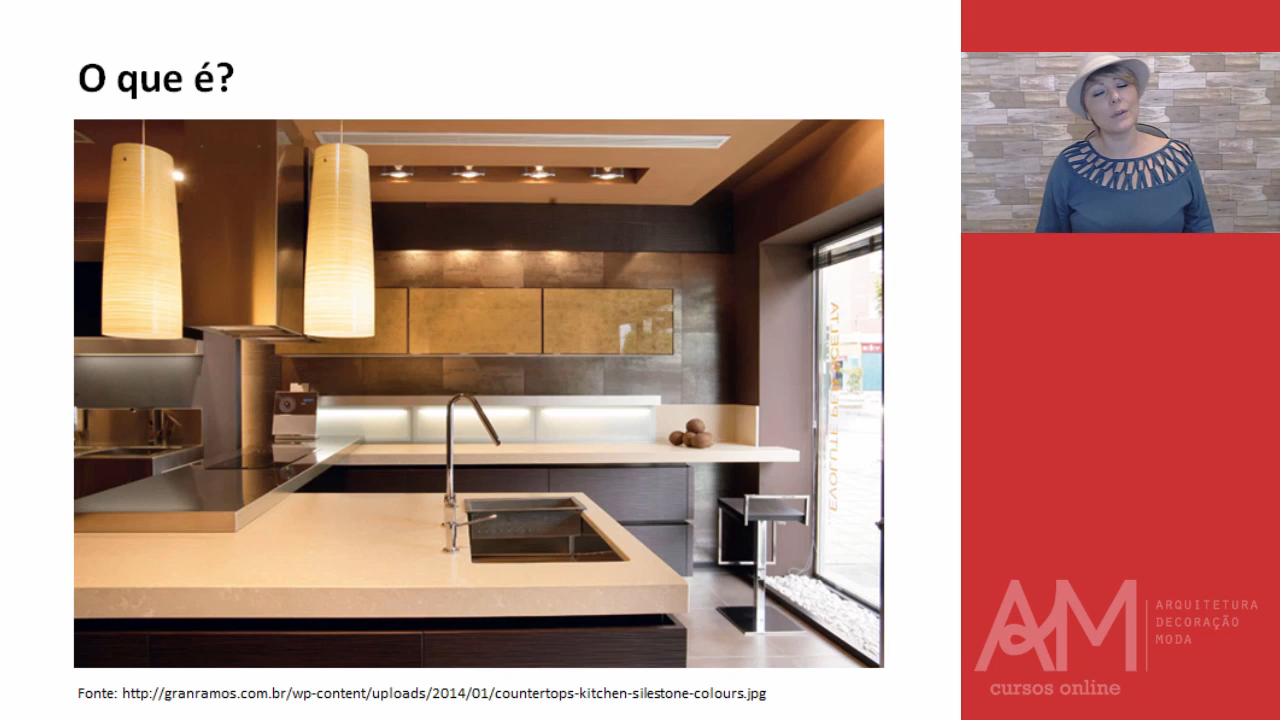 O que é?
Fonte: http://granramos.com.br/wp-content/uploads/2014/01/countertops-kitchen-silestone-colours.jpg
AM
ARQUITETURA
DECORAÇÃO
MODA
cursos online